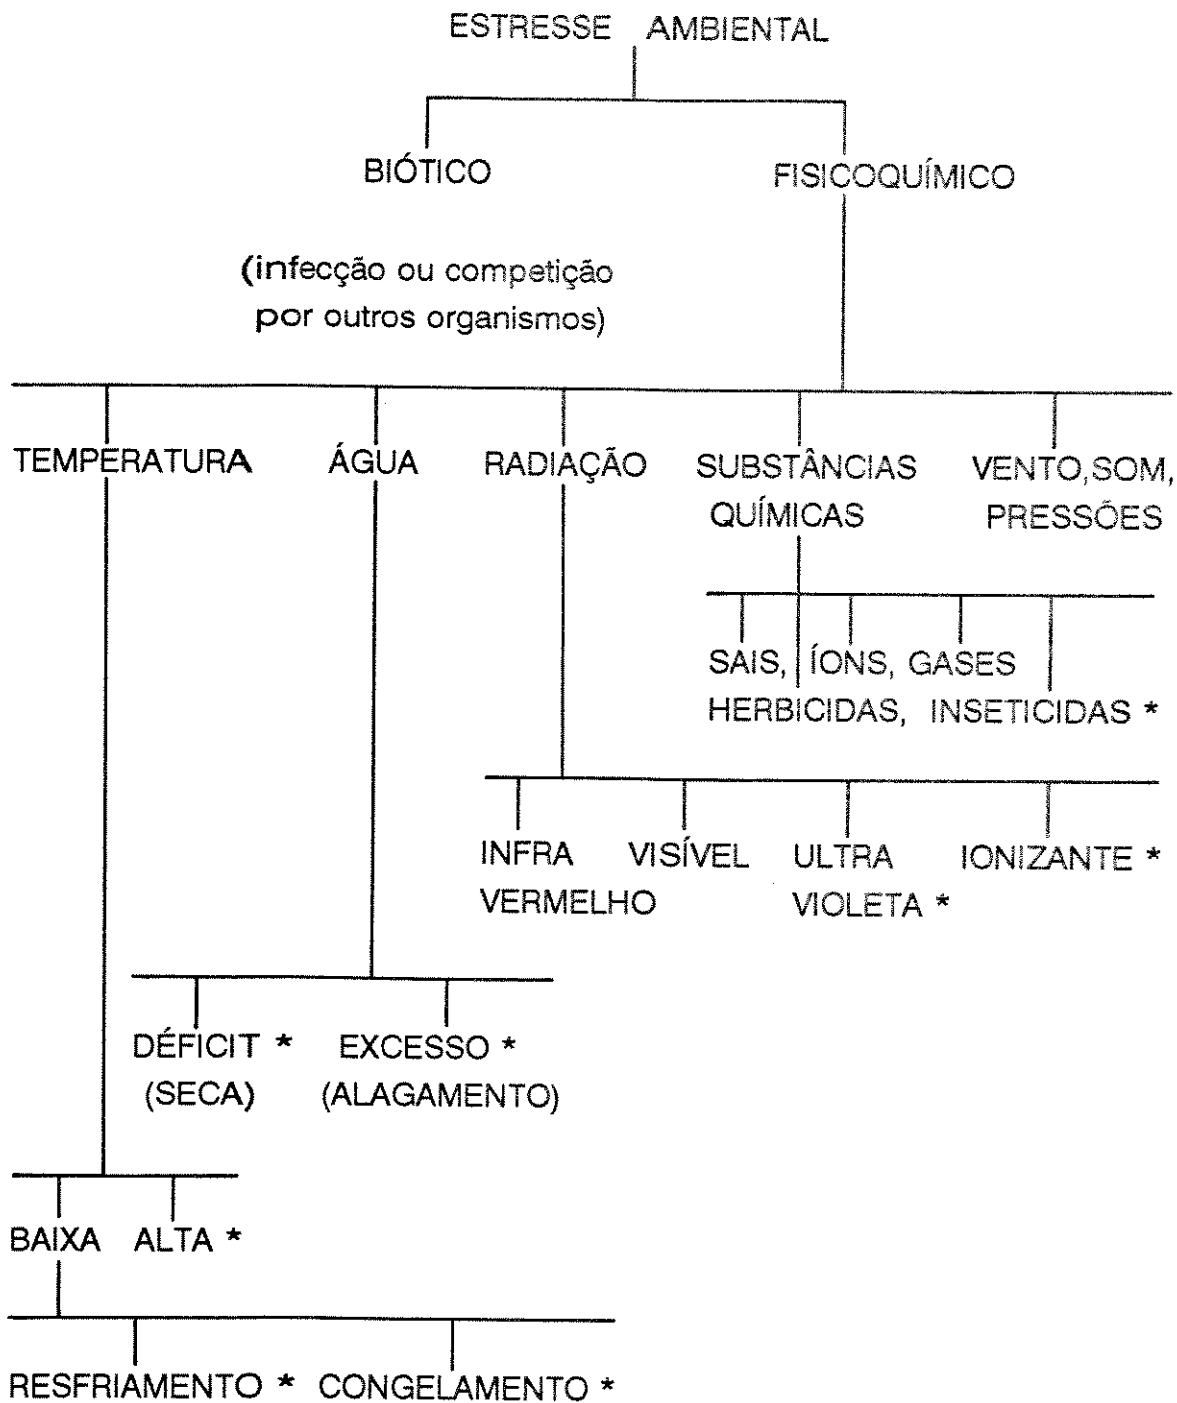 ESTRESSE AMBIENTAL
BIÓTICO
FISICOQUÍMICO
(infecção ou competição
por outros organismos)
TEMPERATURA
ÁGUA
RADIAÇÃO
SUBSTÂNCIAS
QUÍMICAS
VENTO, SOM,
PRESSÕES
SAIS, ÍONS, GASES
HERBICIDAS, INSETICIDAS *
INFRA
VERMELHO
VISÍVEL
ULTRA
VIOLETA *
IONIZANTE *
DÉFICIT *
(SECA)
EXCESSO *
(ALAGAMENTO)
BAIXA
ALTA *
RESFRIAMENTO *
CONGELAMENTO *